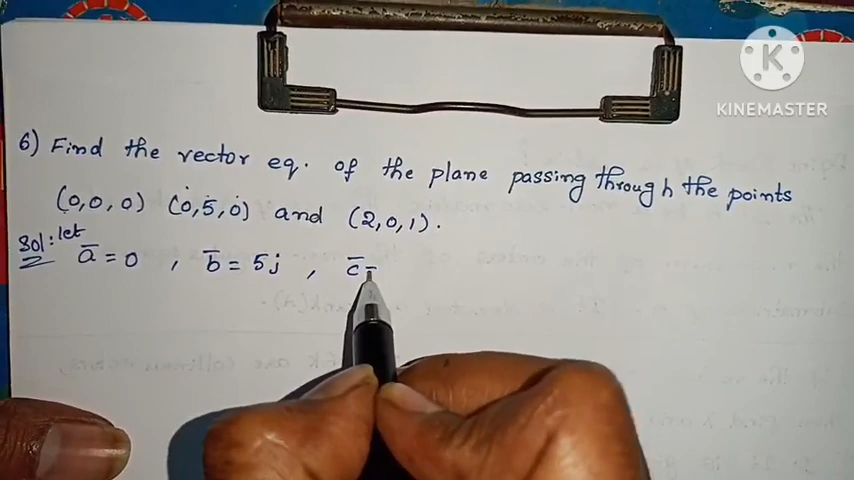 KINEMASTER
6) Find the vector eq. of the plane passing through the points
(0,0,0) (0,5,0) and (2,0,1).
Sol: let a̅ = 0 , b̅ = 5j , c̅ =